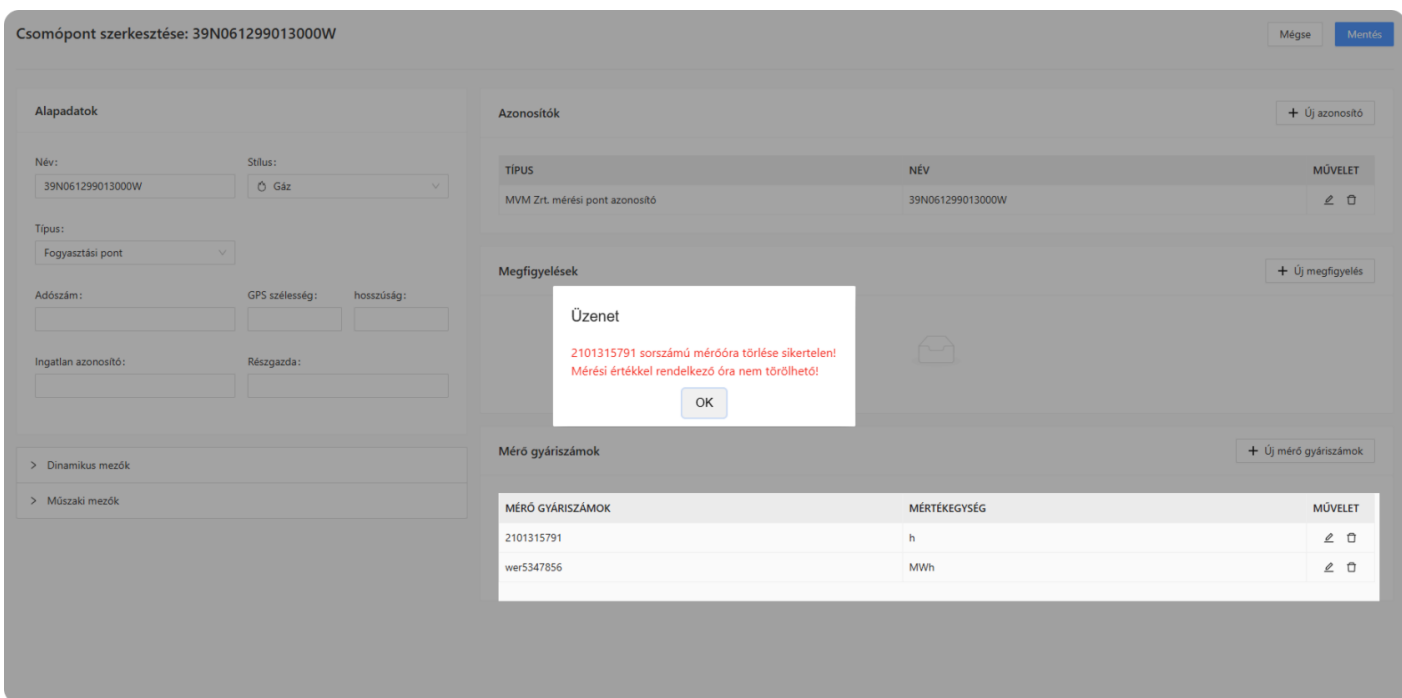 Csomópont szerkesztése: 39N061299013000W
Mégse
Mentés
Alapadatok
Név:
Stílus:
39N061299013000W
Gáz
Típus:
Fogyasztási pont
Adószám:
GPS szélesség:
hosszúság:
Ingatlan azonosító:
Részgazda:
Dinamikus mezők
Műszaki mezők
Azonosítók
+ Új azonosító
TÍPUS NÉV MŰVELET
MVM Zrt. mérési pont azonosító 39N061299013000W
Megfigyelések
+ Új megfigyelés
Üzenet
2101315791 sorszámú mérőóra törlése sikertelen!
Mérési értékkel rendelkező óra nem törölhető!
OK
Mérő gyáriszámok
+ Új mérő gyáriszámok
MÉRŐ GYÁRISZÁMOK MÉRTÉKEGYSÉG MŰVELET
2101315791 h
wer5347856 MWh